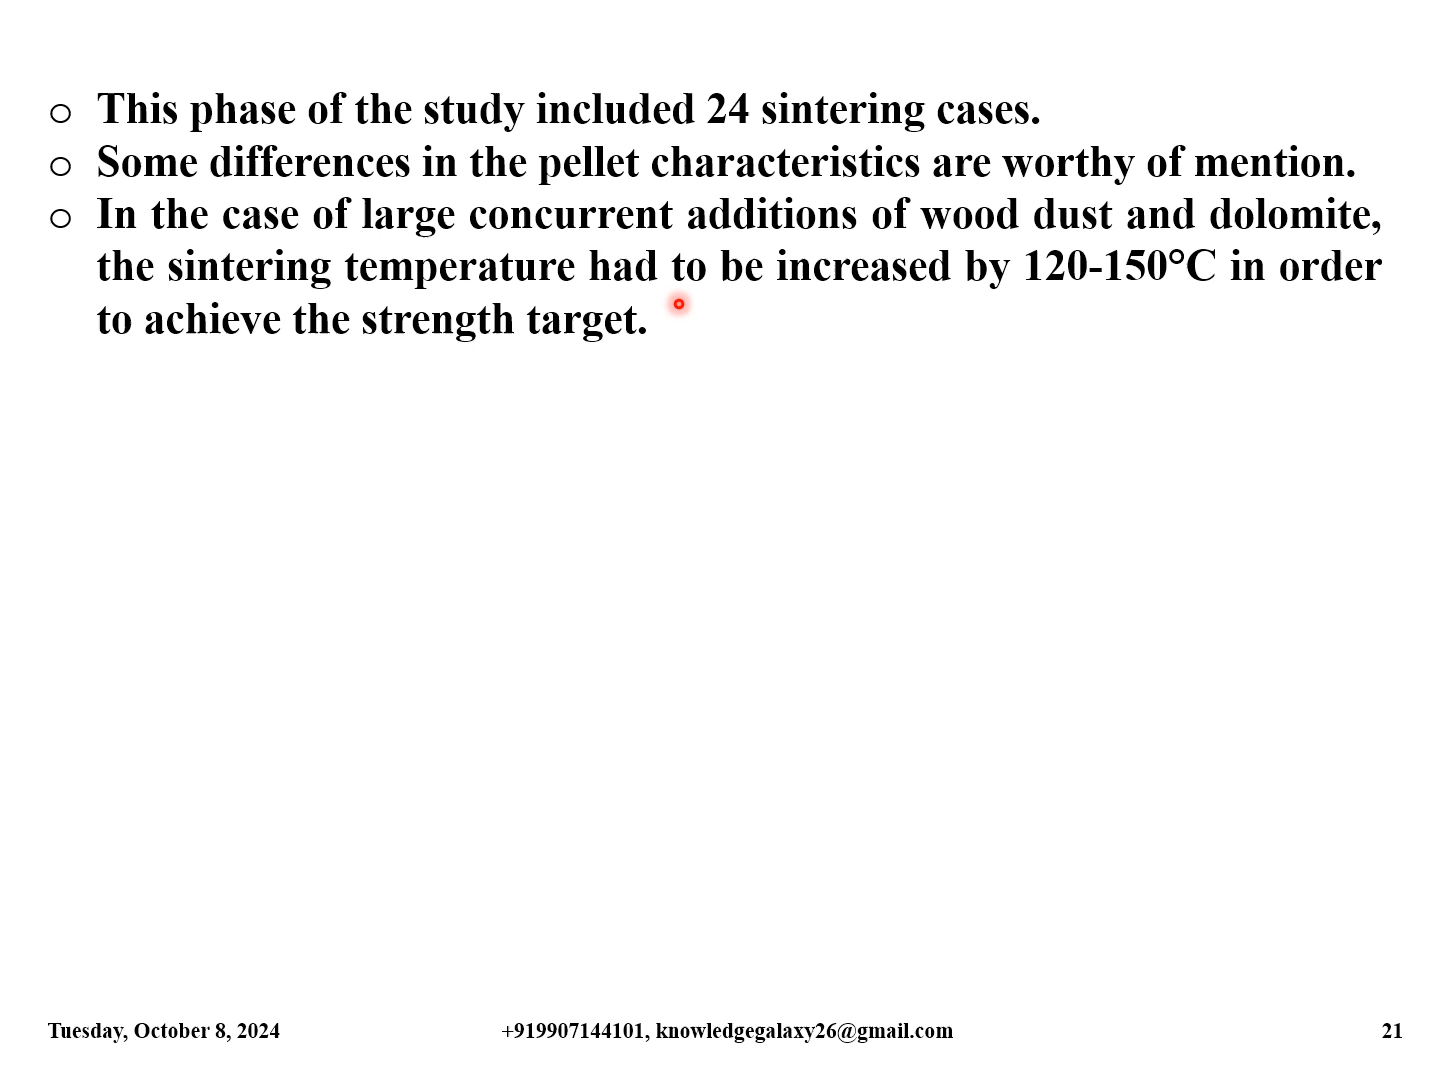 ○ This phase of the study included 24 sintering cases.
○ Some differences in the pellet characteristics are worthy of mention.
○ In the case of large concurrent additions of wood dust and dolomite,
the sintering temperature had to be increased by 120-150°C in order
to achieve the strength target.
Tuesday, October 8, 2024 +919907144101, knowledgegalaxy26@gmail.com 21